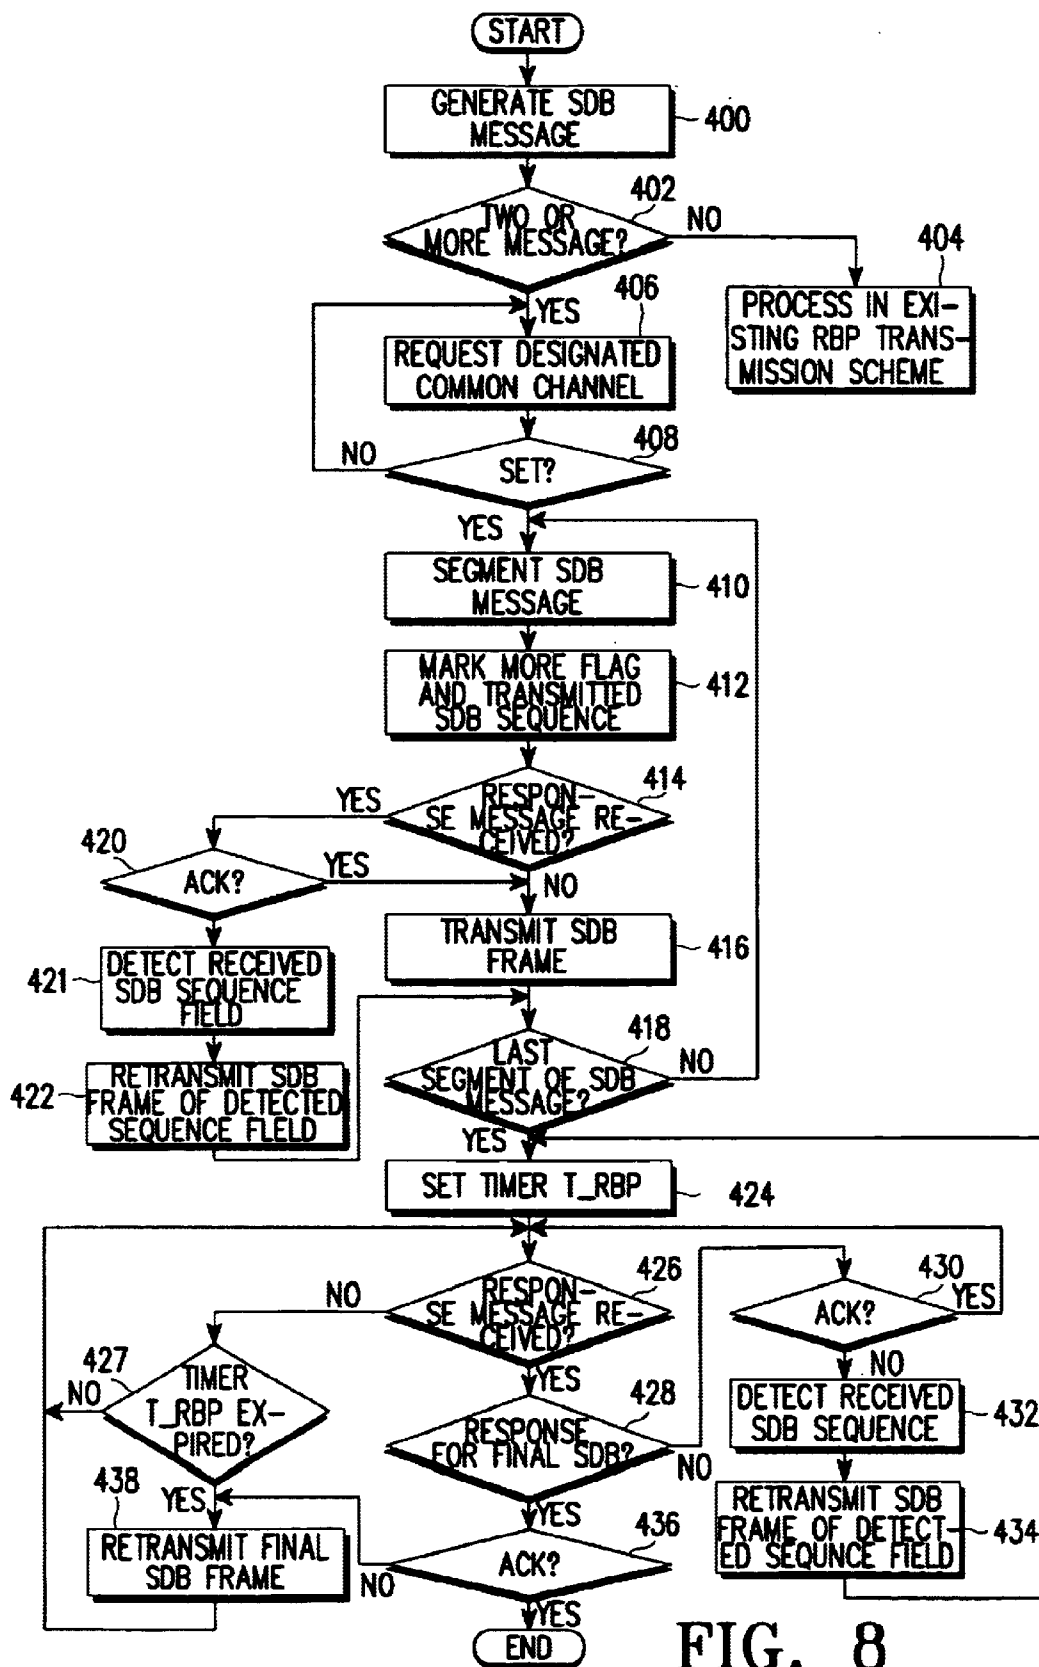 START
GENERATE SDB
MESSAGE
400
402
TWO OR
MORE MESSAGE?
NO
404
PROCESS IN EXI-
STING RBP TRANS-
MISSION SCHEME
YES
406
REQUEST DESIGNATED
COMMON CHANNEL
408
NO
SET?
YES
SEGMENT SDB
MESSAGE
410
MARK MORE FLAG
AND TRANSMITTED
SDB SEQUENCE
412
414
YES
RESPON-
SE MESSAGE RE-
CEIVED?
420
ACK?
YES
NO
TRANSMIT SDB
FRAME
416
421
DETECT RECEIVED
SDB SEQUENCE
FIELD
418
LAST
SEGMENT OF SDB
MESSAGE?
NO
422
RETRANSMIT SDB
FRAME OF DETECTED
SEQUENCE FLELD
YES
SET TIMER T_RBP
424
426
NO
RESPON-
SE MESSAGE RE-
CEIVED?
430
ACK?
YES
427
NO
TIMER
T_RBP EX-
PIRED?
YES
428
RESPONSE
FOR FINAL SDB?
NO
NO
DETECT RECEIVED
SDB SEQUENCE
432
438
YES
RETRANSMIT FINAL
SDB FRAME
YES
436
ACK?
NO
RETRANSMIT SDB
FRAME OF DETECT-
ED SEQUNCE FIELD
434
YES
END
FIG. 8